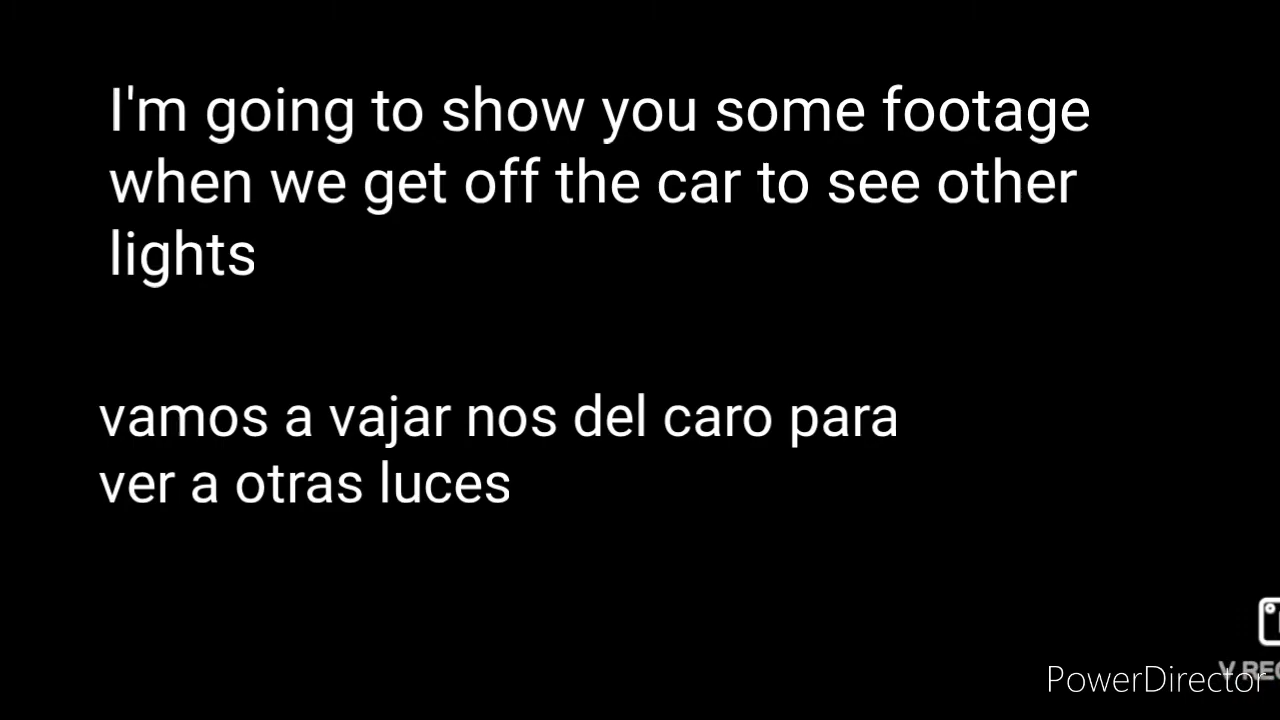 I'm going to show you some footage
when we get off the car to see other
lights
vamos a vajar nos del caro para
ver a otras luces
V REC
PowerDirector